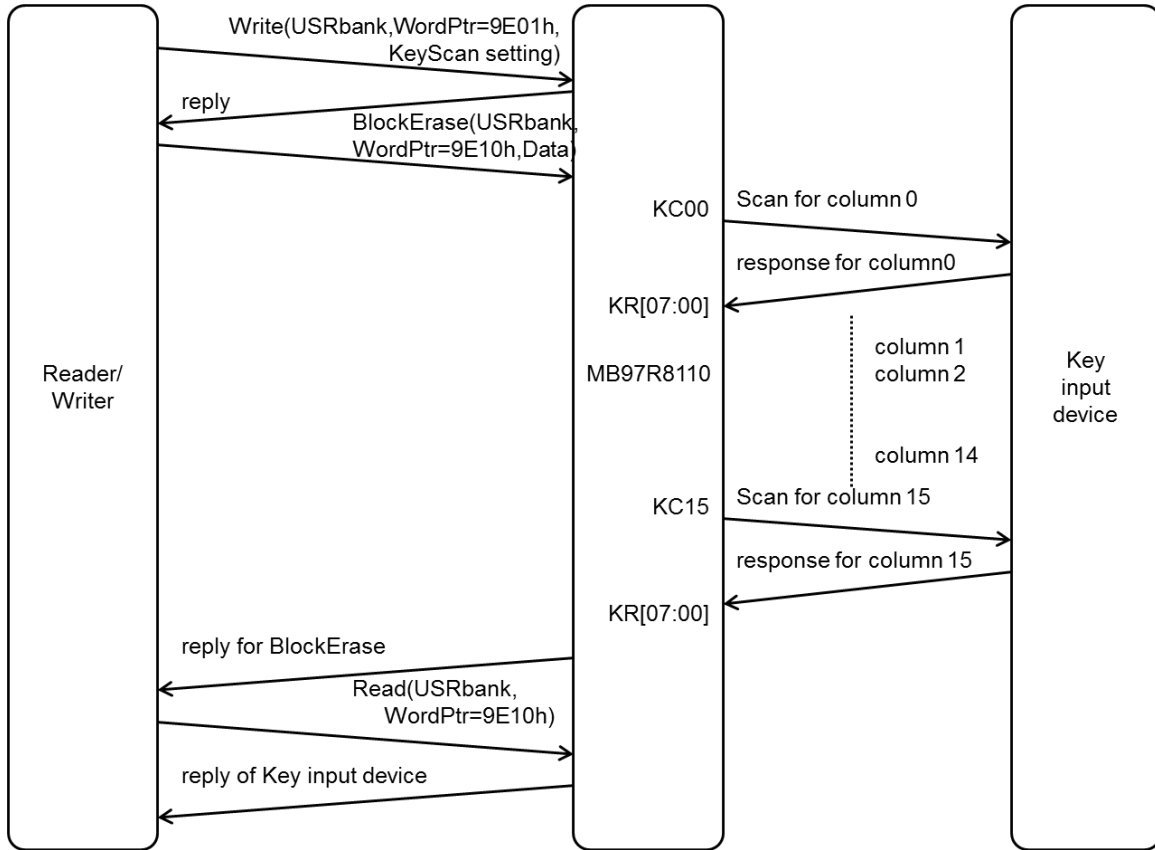 Write(USRbank,WordPtr=9E01h,
KeyScan setting)
reply
BlockErase(USRbank,
WordPtr=9E10h,Data)
KC00
Scan for column 0
response for column0
KR[07:00]
column 1
column 2
Reader/
Writer
MB97R8110
Key
input
device
column 14
KC15
Scan for column 15
response for column 15
KR[07:00]
reply for BlockErase
Read(USRbank,
WordPtr=9E10h)
reply of Key input device